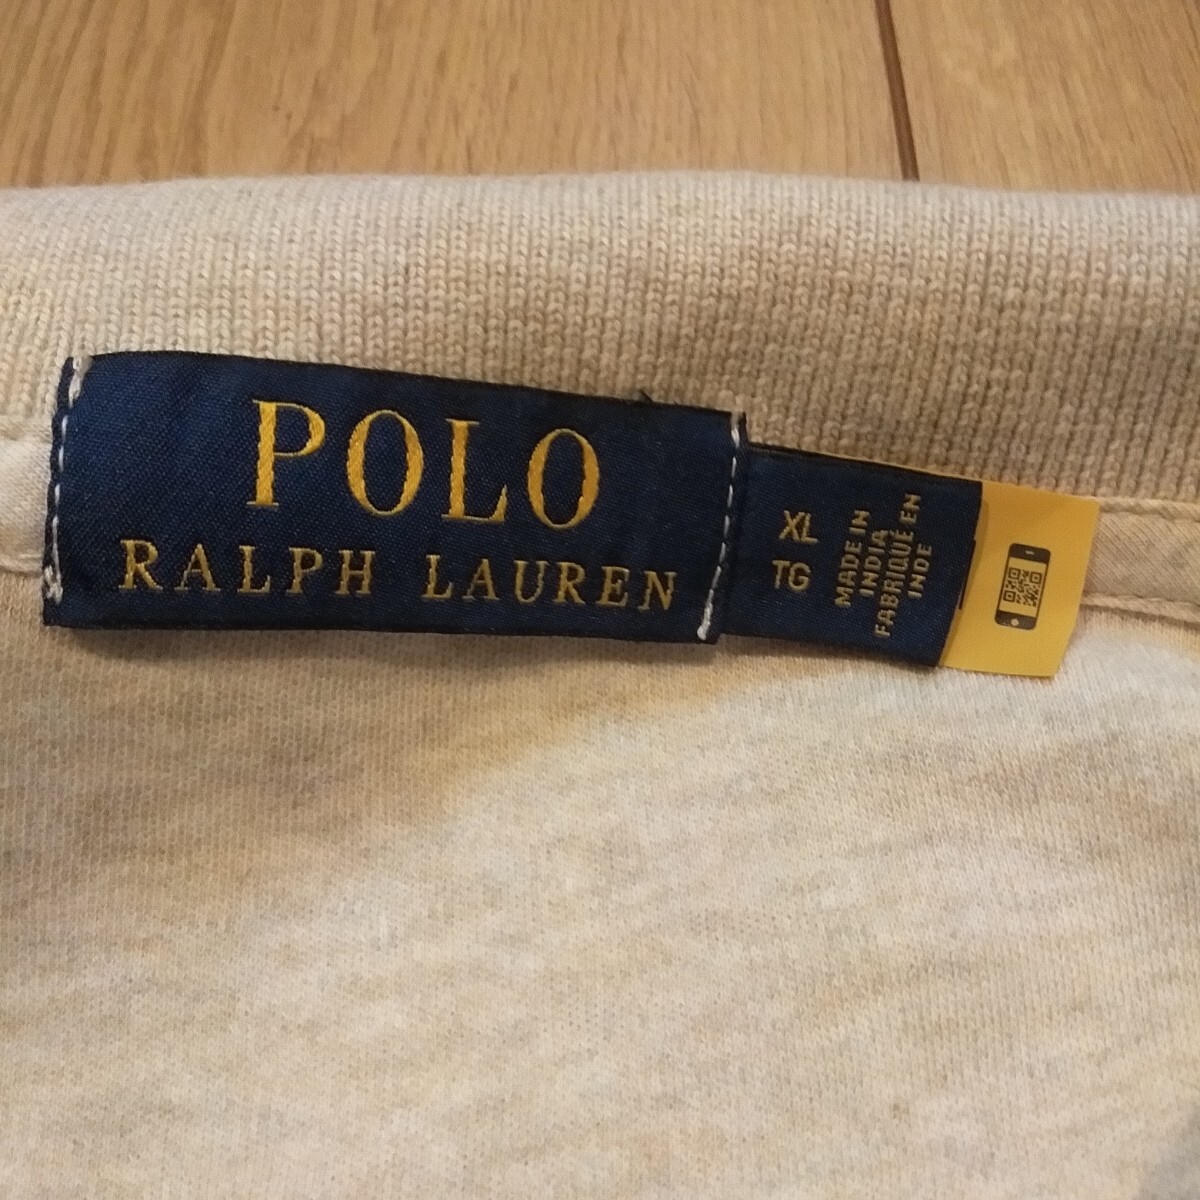 POLO
RALPH LAUREN
XL
TG
MADE IN
INDIA
FABRIQUÉ EN
INDE